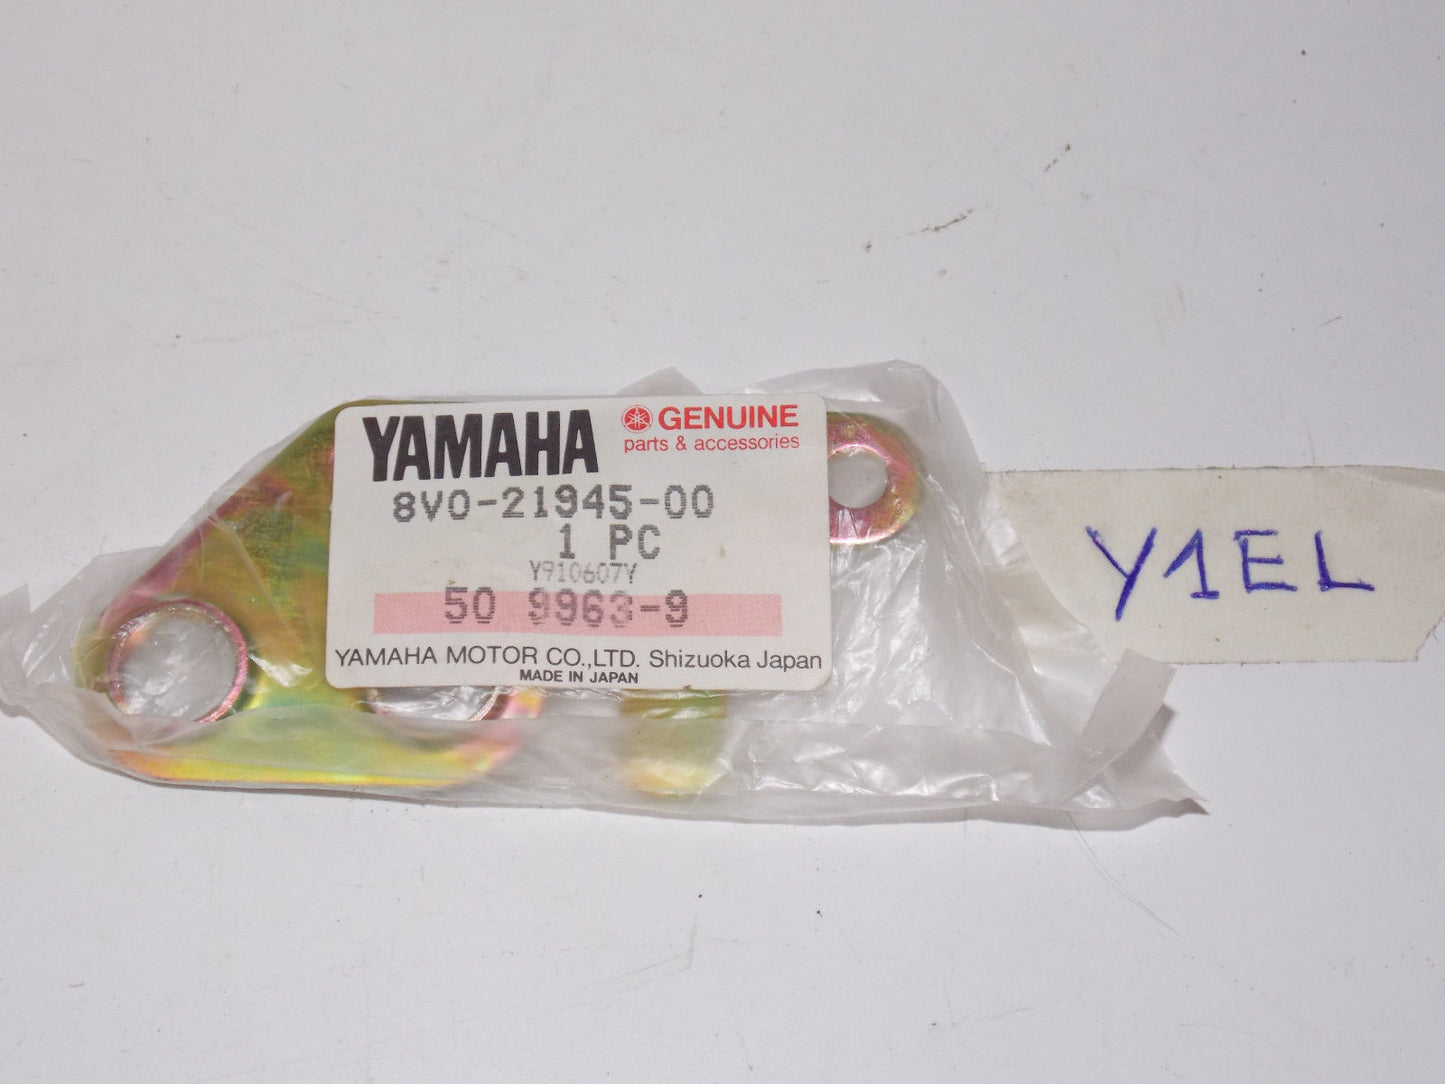 YAMAHA GENUINE
parts & accessories
8V0-21945-00
1 PC
Y910607Y
50 9963-9
YAMAHA MOTOR CO.,LTD. Shizuoka Japan
MADE IN JAPAN
Y1EL